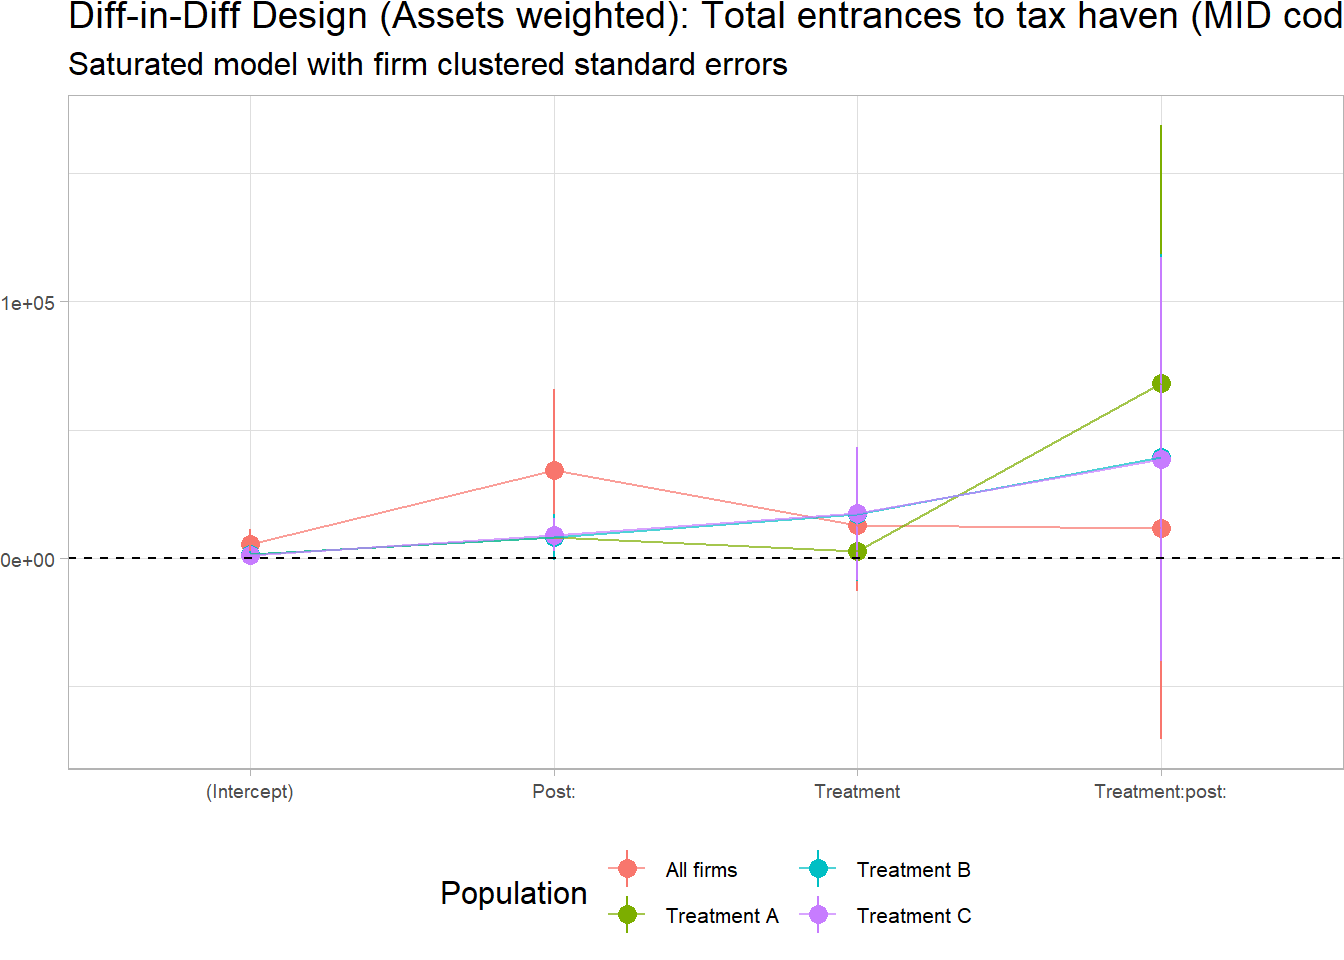 Diff-in-Diff Design (Assets weighted): Total entrances to tax haven (MID cod
Saturated model with firm clustered standard errors
1e+05
0e+00
(Intercept) Post: Treatment Treatment:post:
Population
All firms Treatment B
Treatment A Treatment C